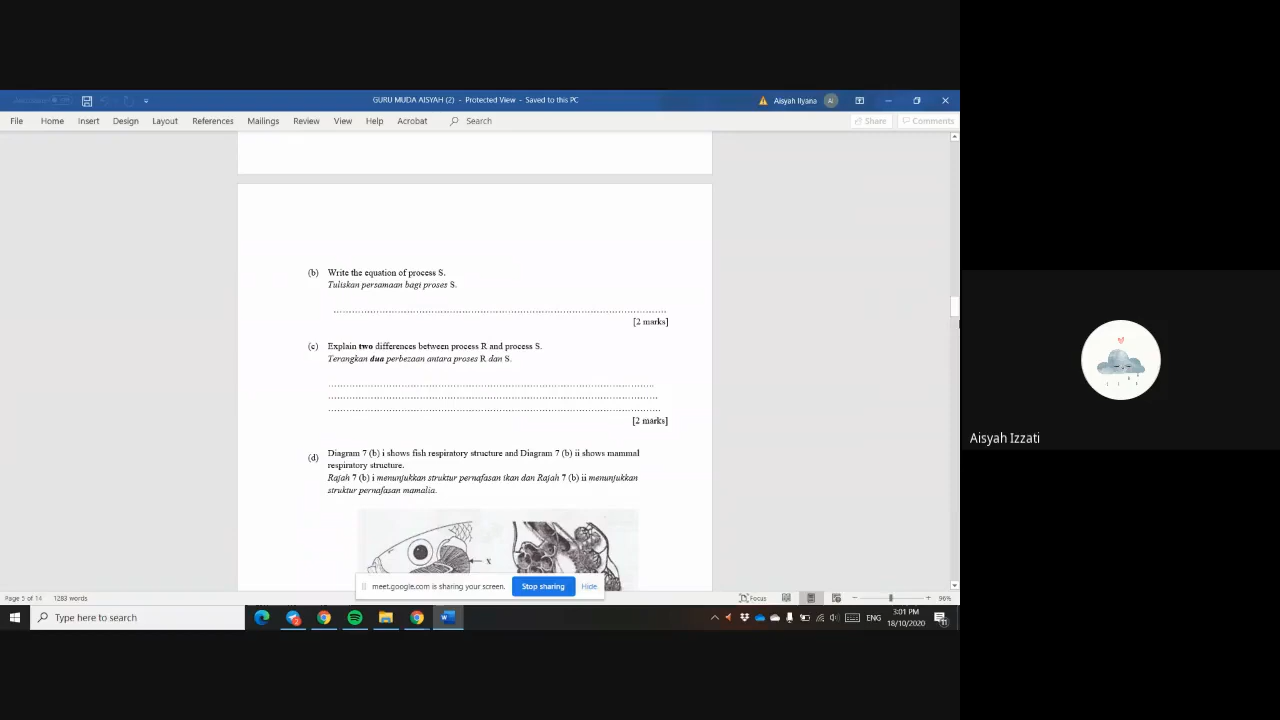 GURU MUDA AISYAH (2) - Protected View - Saved to this PC
Aisyah Ilyana
AI
File Home Insert Design Layout References Mailings Review View Help Acrobat Search
Share Comments
(b) Write the equation of process S.
Tuliskan persamaan bagi proses S.
[2 marks]
(c) Explain two differences between process R and process S.
Terangkan dua perbezaan antara proses R dan S.
[2 marks]
(d) Diagram 7 (b) i shows fish respiratory structure and Diagram 7 (b) ii shows mammal
respiratory structure.
Rajah 7 (b) i menunjukkan struktur pernafasan ikan dan Rajah 7 (b) ii menunjukkan
struktur pernafasan mamalia.
X
meet.google.com is sharing your screen. Stop sharing Hide
Page 5 of 14 1283 words
Focus
96%
Type here to search
ENG
3:01 PM
18/10/2020
Aisyah Izzati